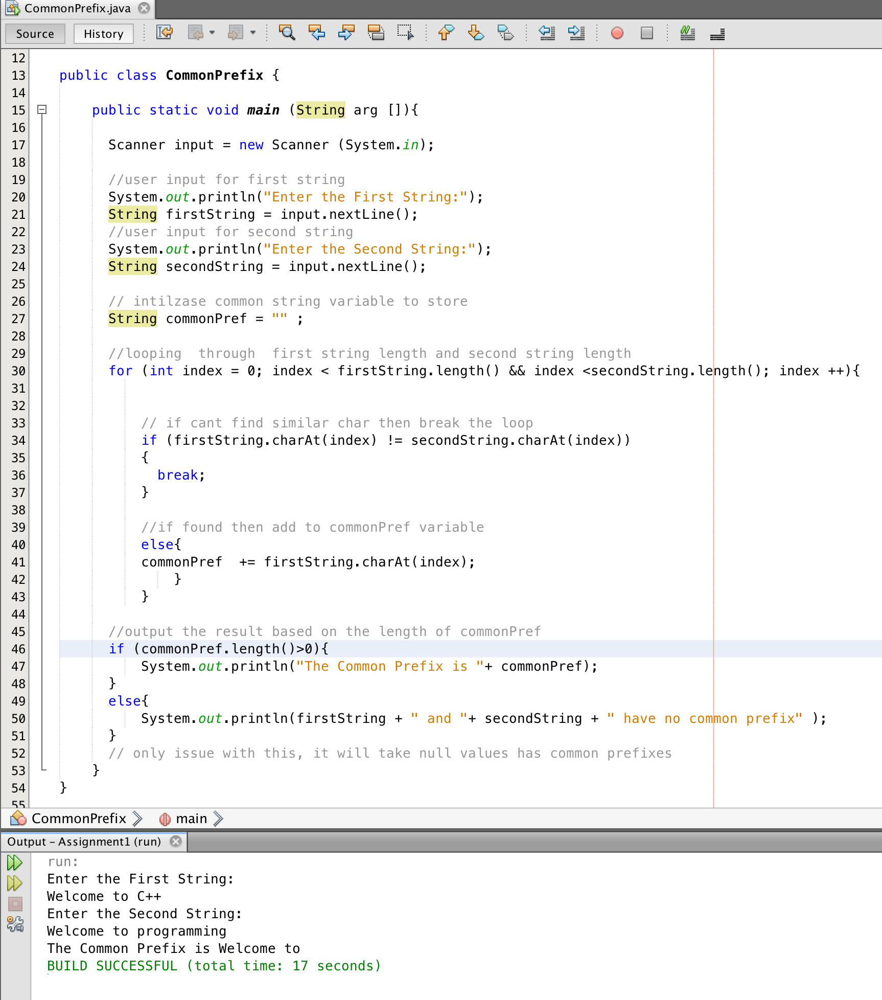 CommonPrefix.java
Source History
12
13 public class CommonPrefix {
14
15 public static void main (String arg []){
16
17 Scanner input = new Scanner (System.in);
18
19 //user input for first string
20 System.out.println("Enter the First String:");
21 String firstString = input.nextLine();
22 //user input for second string
23 System.out.println("Enter the Second String:");
24 String secondString = input.nextLine();
25
26 // intilzase common string variable to store
27 String commonPref = "" ;
28
29 //looping  through  first string length and second string length
30 for (int index = 0; index < firstString.length() && index <secondString.length(); index ++){
31
32
33 // if cant find similar char then break the loop
34 if (firstString.charAt(index) != secondString.charAt(index))
35 {
36 break;
37 }
38
39 //if found then add to commonPref variable
40 else{
41 commonPref  += firstString.charAt(index);
42 }
43 }
44
45 //output the result based on the length of commonPref
46 if (commonPref.length()>0){
47 System.out.println("The Common Prefix is "+ commonPref);
48 }
49 else{
50 System.out.println(firstString + " and "+ secondString + " have no common prefix" );
51 }
52 // only issue with this, it will take null values has common prefixes
53 }
54 }
55
CommonPrefix main
Output – Assignment1 (run)
run:
Enter the First String:
Welcome to C++
Enter the Second String:
Welcome to programming
The Common Prefix is Welcome to
BUILD SUCCESSFUL (total time: 17 seconds)